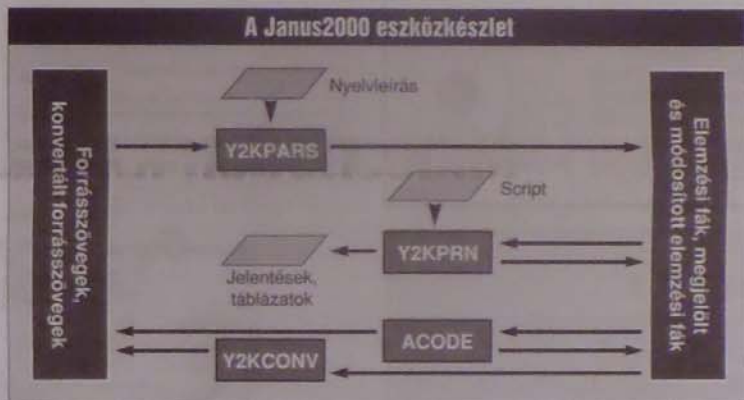 A Janus2000 eszközkészlet
Forrásszövegek,
konvertált forrásszövegek
Nyelvleírás
Y2KPARS
Script
Y2KPRN
Jelentések,
táblázatok
ACODE
Y2KCONV
Elemzési fák, megjelölt
és módosított elemzési fák